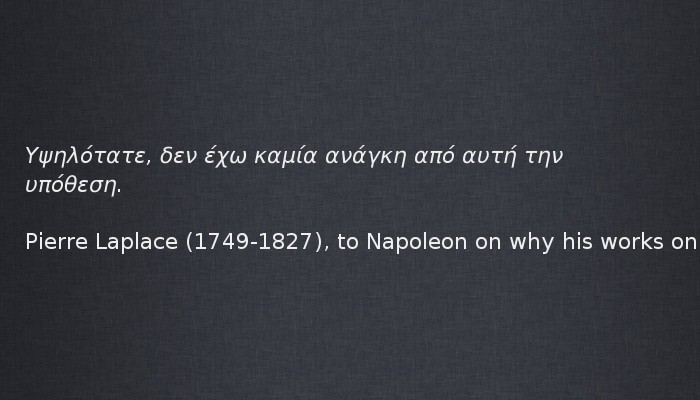 Υψηλότατε, δεν έχω καμία ανάγκη από αυτή την
υπόθεση.
Pierre Laplace (1749-1827), to Napoleon on why his works on